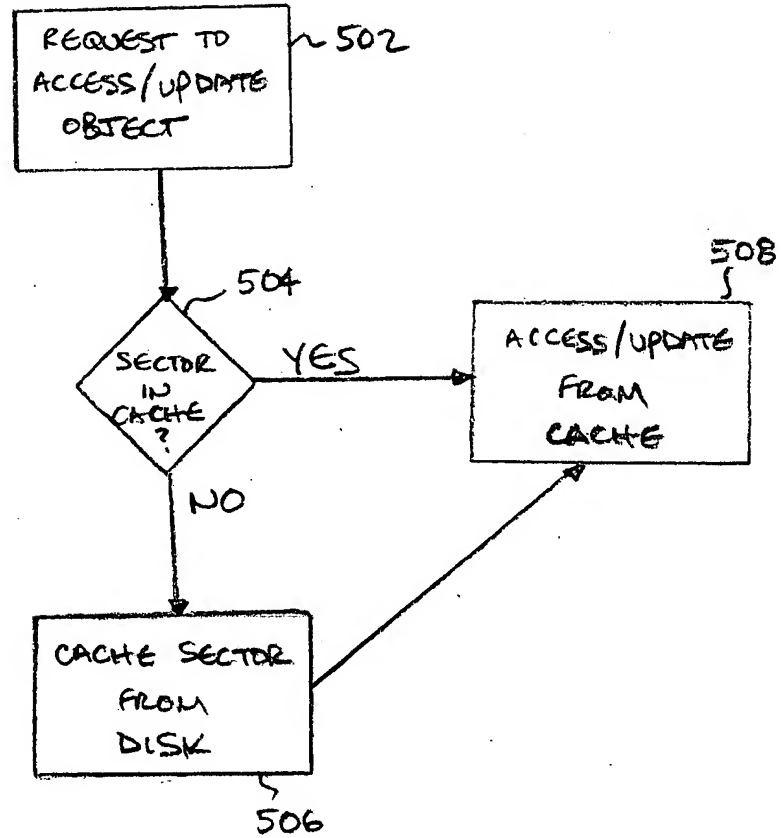 REQUEST TO
ACCESS/UPDATE
OBJECT
502
504
SECTOR
IN
CACHE
?
YES
508
ACCESS/UPDATE
FROM
CACHE
NO
CACHE SECTOR
FROM
DISK
506